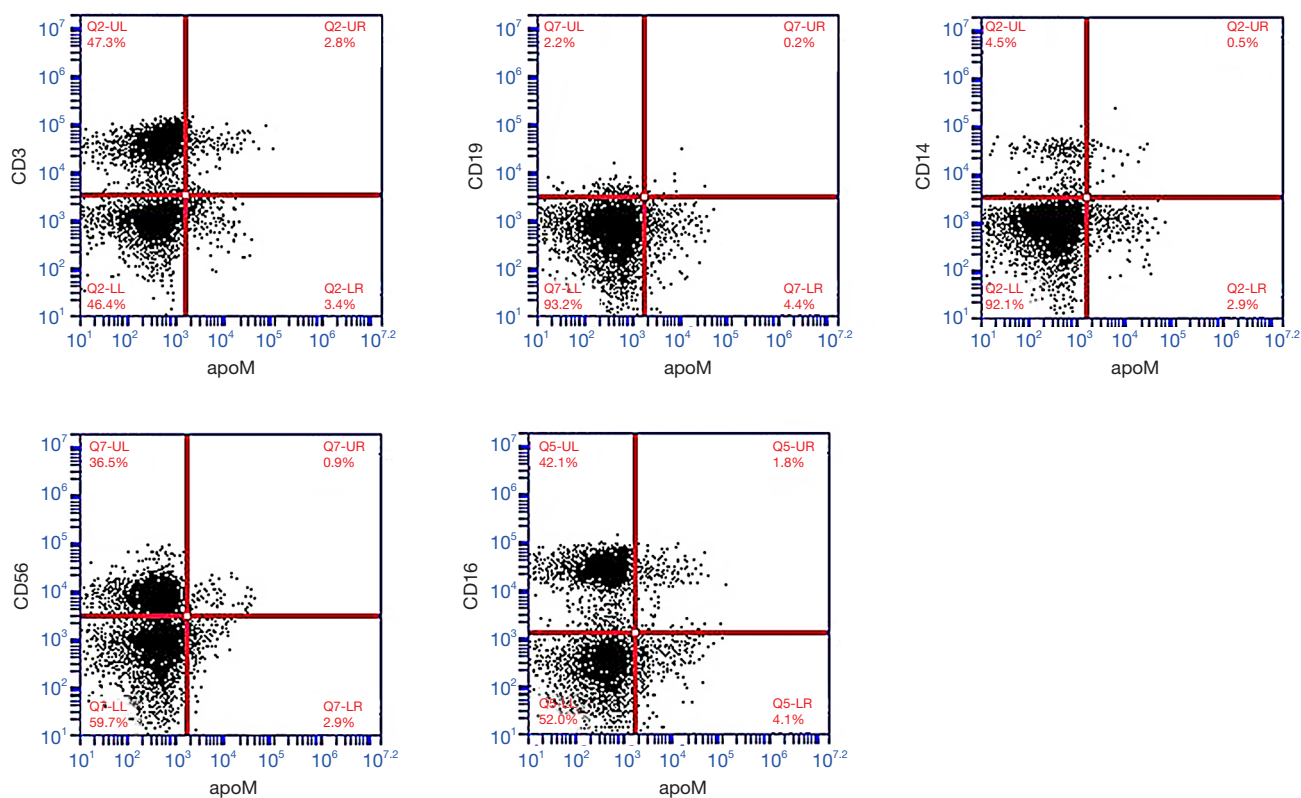 Q2-UL
47.3%
Q2-UR
2.8%
10⁷
10⁶
10⁵
10⁴
10³
10²
10¹
CD3
Q2-LL
46.4%
Q2-LR
3.4%
10¹ 10² 10³ 10⁴ 10⁵ 10⁶ 10⁷·²
apoM
Q7-UL
2.2%
Q7-UR
0.2%
10⁷
10⁶
10⁵
10⁴
10³
10²
10¹
CD19
Q7-LL
93.2%
Q7-LR
4.4%
10¹ 10² 10³ 10⁴ 10⁵ 10⁶ 10⁷·²
apoM
Q2-UL
4.5%
Q2-UR
0.5%
10⁷
10⁶
10⁵
10⁴
10³
10²
10¹
CD14
Q2-LL
92.1%
Q2-LR
2.9%
10¹ 10² 10³ 10⁴ 10⁵ 10⁶ 10⁷·²
apoM
Q7-UL
36.5%
Q7-UR
0.9%
10⁷
10⁶
10⁵
10⁴
10³
10²
10¹
CD56
Q7-LL
59.7%
Q7-LR
2.9%
10¹ 10² 10³ 10⁴ 10⁵ 10⁶ 10⁷·²
apoM
Q5-UL
42.1%
Q5-UR
1.8%
10⁷
10⁶
10⁵
10⁴
10³
10²
10¹
CD16
Q5-LL
52.0%
Q5-LR
4.1%
10¹ 10² 10³ 10⁴ 10⁵ 10⁶ 10⁷·²
apoM